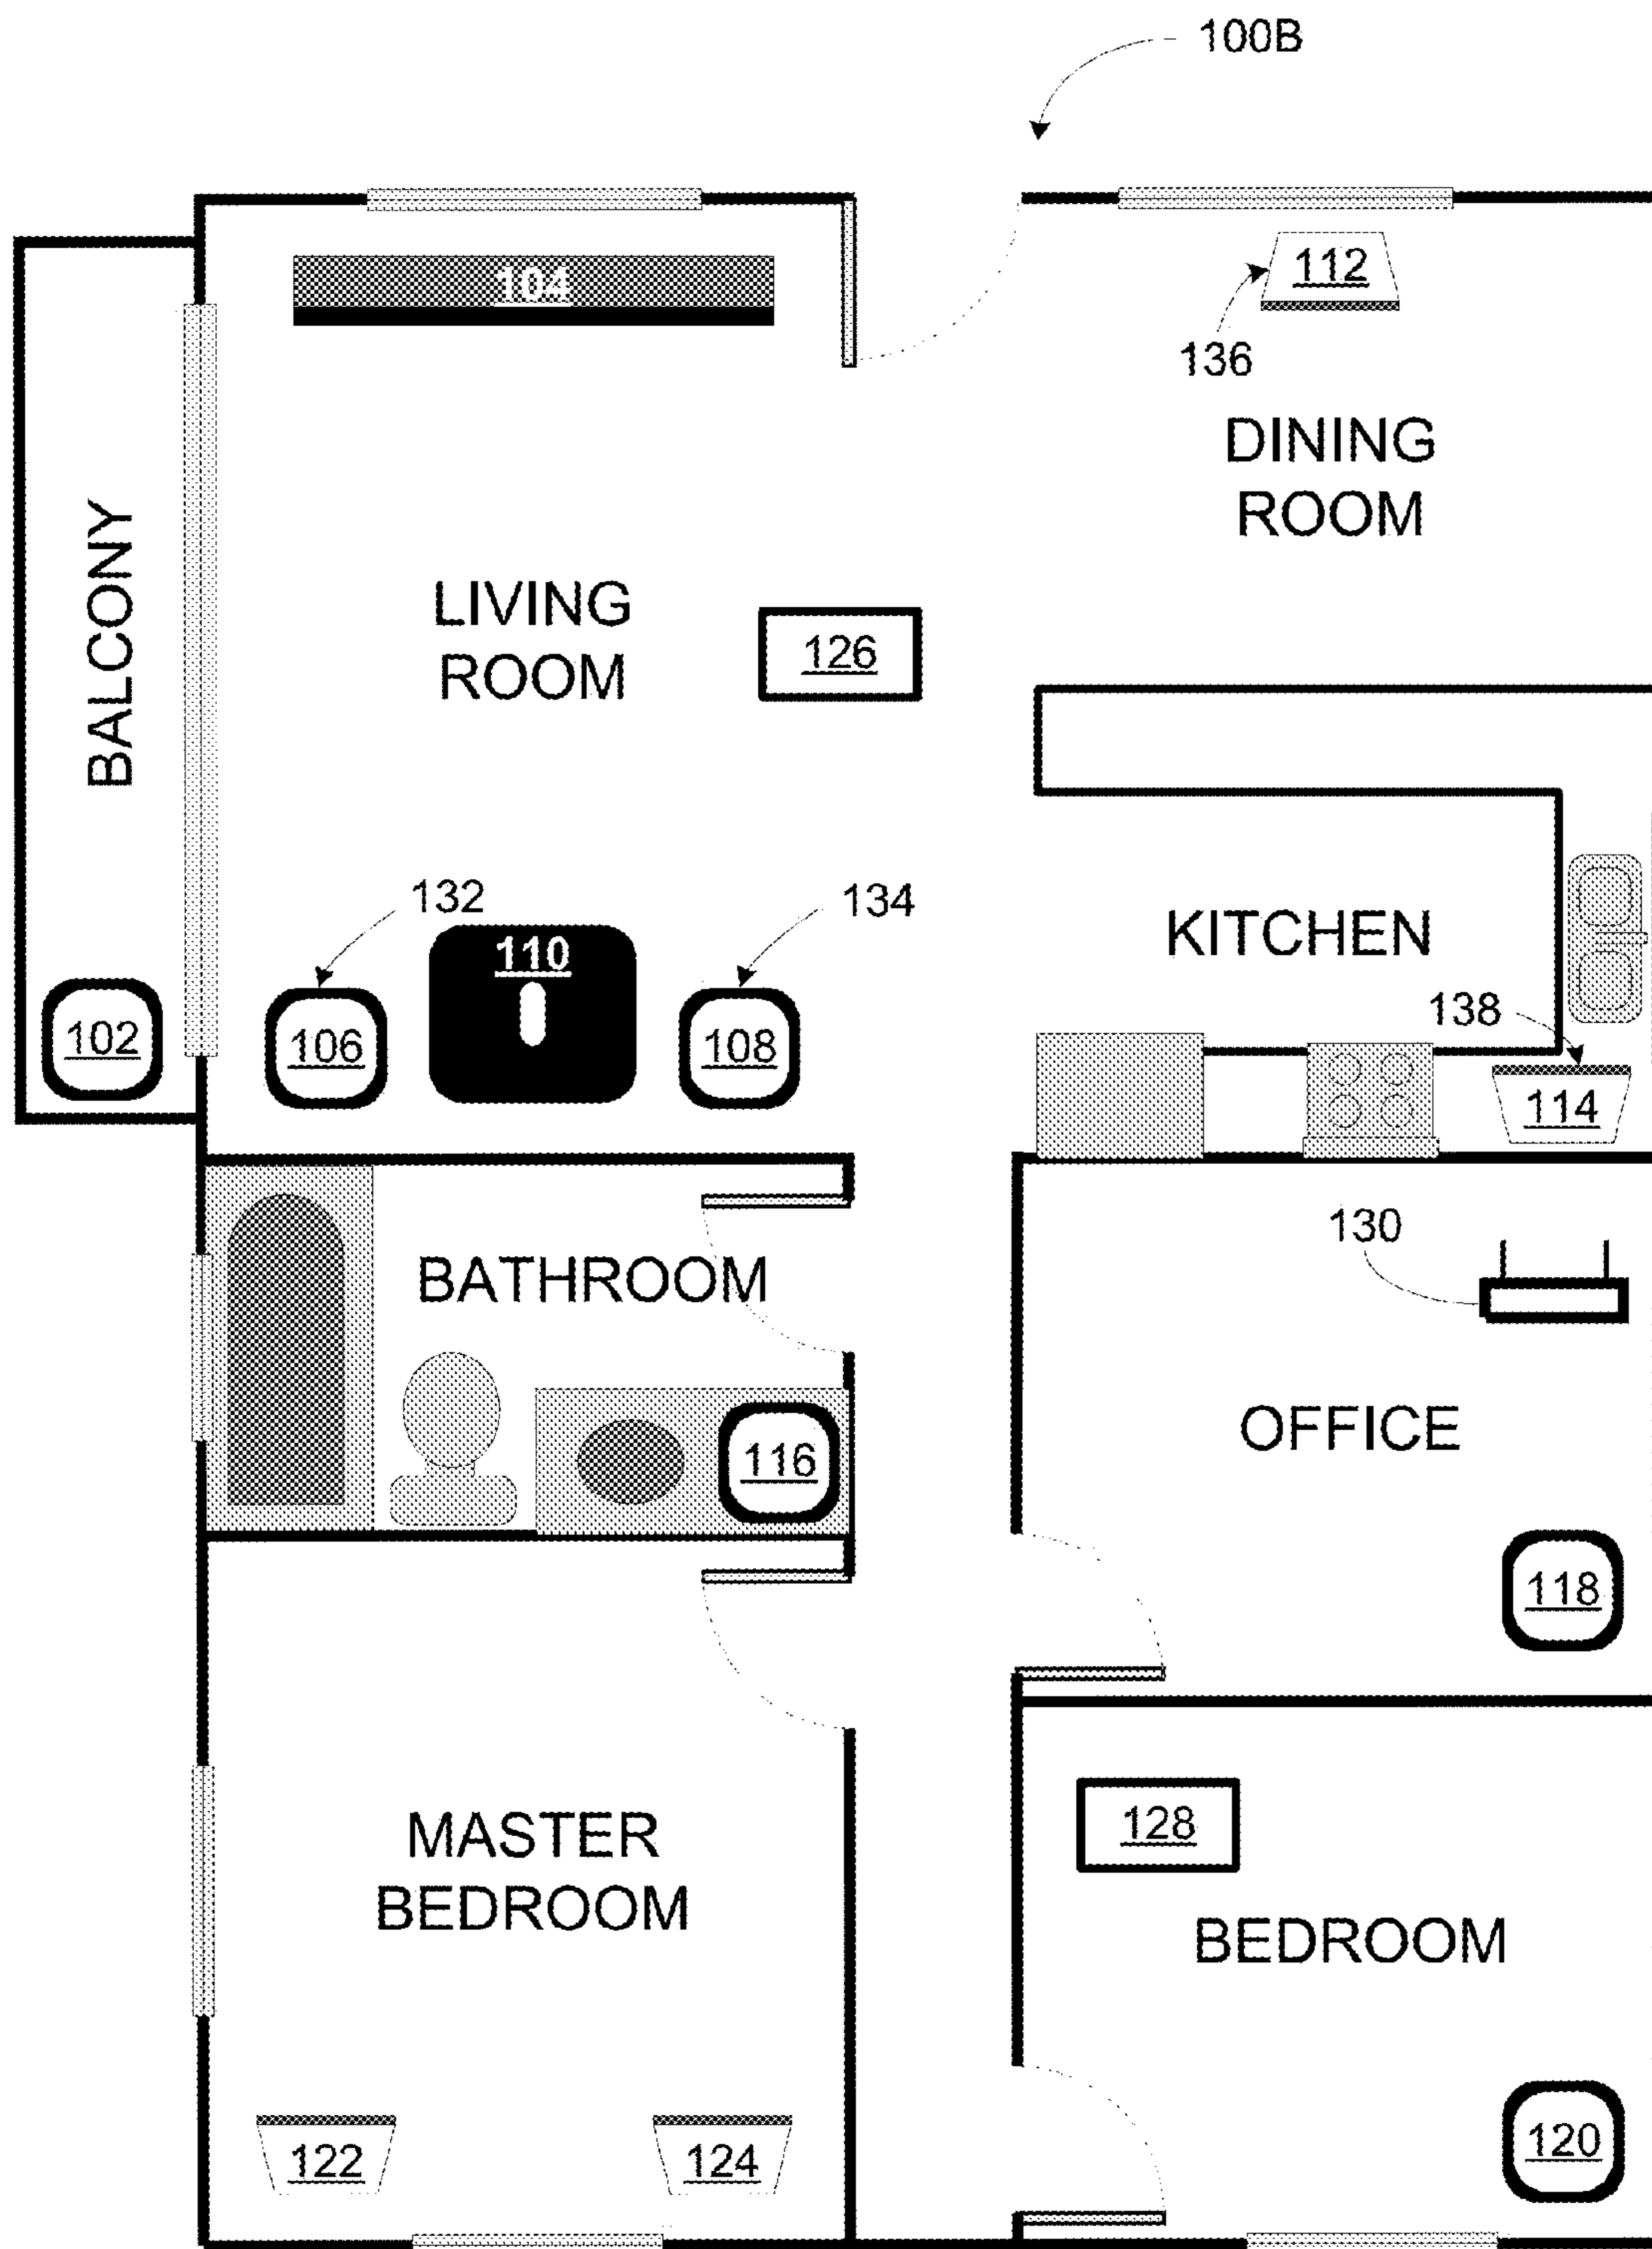 100B
104
112
136
DINING
ROOM
BALCONY
LIVING
ROOM
126
132
110
134
KITCHEN
102
106
108
138
114
130
BATHROOM
OFFICE
116
118
MASTER
BEDROOM
128
BEDROOM
122
124
120